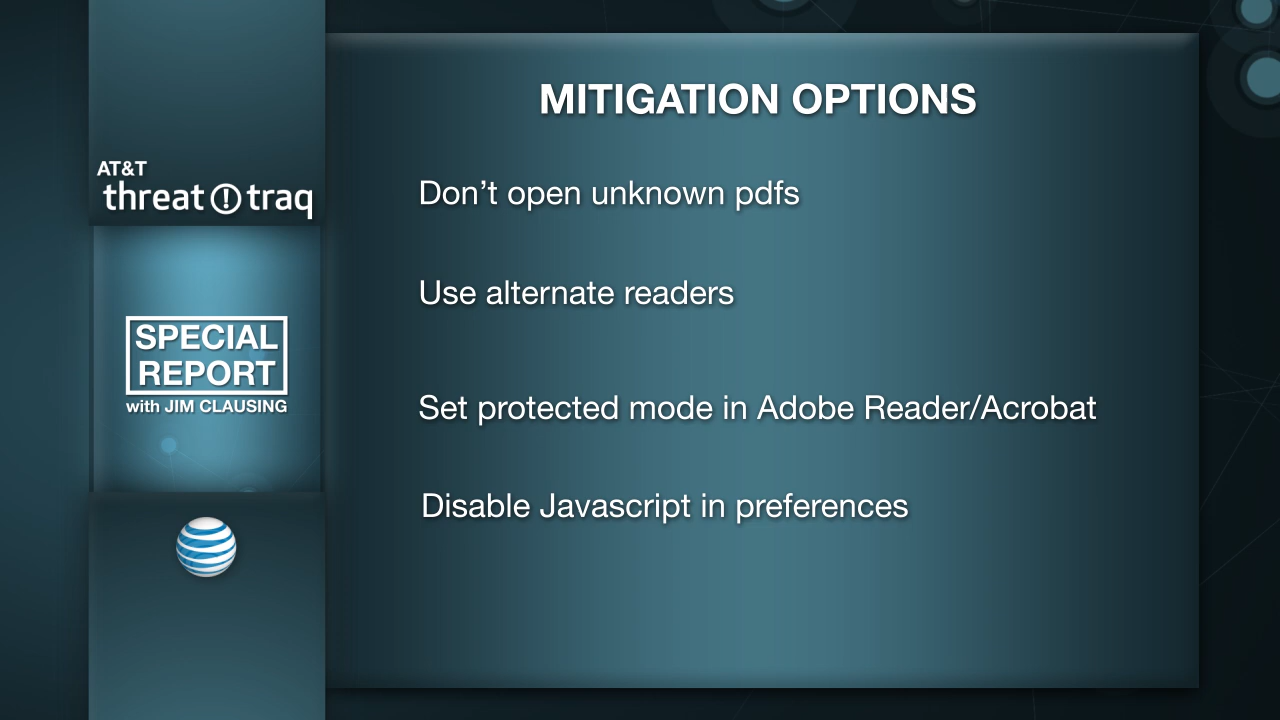 AT&T
threat ! traq
SPECIAL
REPORT
with JIM CLAUSING
MITIGATION OPTIONS
Don’t open unknown pdfs
Use alternate readers
Set protected mode in Adobe Reader/Acrobat
Disable Javascript in preferences